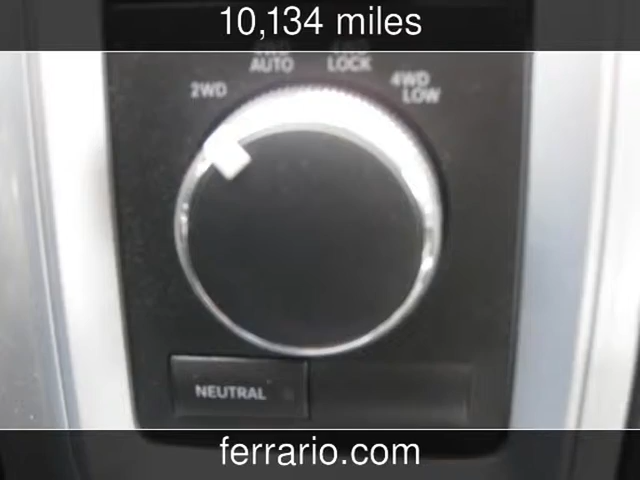 10,134 miles
AUTO
LOCK
2WD
4WD
LOW
NEUTRAL
ferrario.com